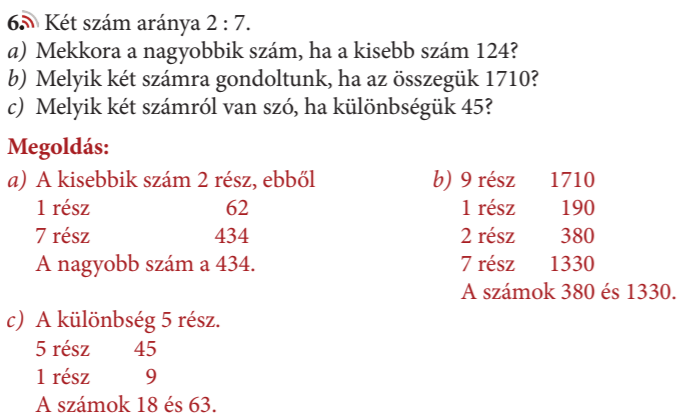 6. Két szám aránya 2 : 7.
a) Mekkora a nagyobbik szám, ha a kisebb szám 124?
b) Melyik két számra gondoltunk, ha az összegük 1710?
c) Melyik két számról van szó, ha különbségük 45?
Megoldás:
a) A kisebbik szám 2 rész, ebből
1 rész 62
7 rész 434
A nagyobb szám a 434.
b) 9 rész 1710
1 rész 190
2 rész 380
7 rész 1330
A számok 380 és 1330.
c) A különbség 5 rész.
5 rész 45
1 rész 9
A számok 18 és 63.